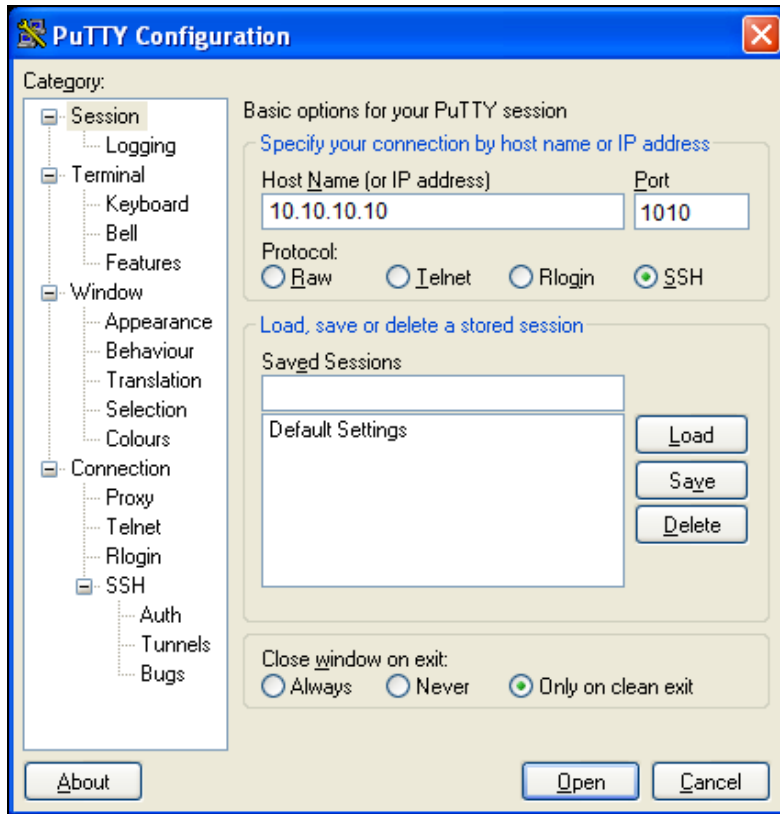 PuTTY Configuration
Category:
Session
Logging
Terminal
Keyboard
Bell
Features
Window
Appearance
Behaviour
Translation
Selection
Colours
Connection
Proxy
Telnet
Rlogin
SSH
Auth
Tunnels
Bugs
Basic options for your PuTTY session
Specify your connection by host name or IP address
Host Name (or IP address) Port
10.10.10.10 1010
Protocol:
Raw Telnet Rlogin SSH
Load, save or delete a stored session
Saved Sessions
Default Settings
Load
Save
Delete
Close window on exit:
Always Never Only on clean exit
About Open Cancel